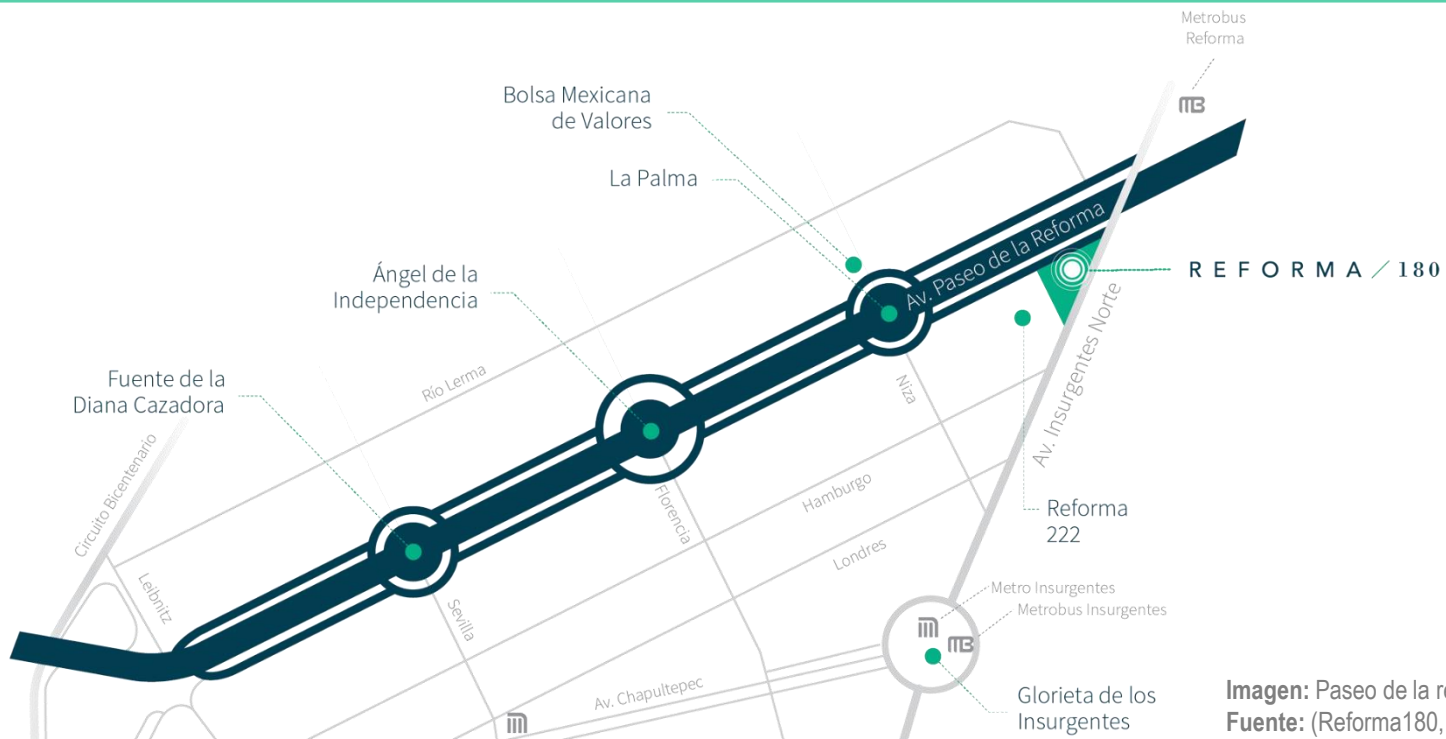 Metrobus
Reforma
Bolsa Mexicana
de Valores
La Palma
Av. Paseo de la Reforma
REFORMA / 180
Ángel de la
Independencia
Av. Insurgentes Norte
Río Lerma
Niza
Fuente de la
Diana Cazadora
Circuito Bicentenario
Florencia
Hamburgo
Reforma
222
Londres
Leibnitz
Sevilla
Metro Insurgentes
Metrobus Insurgentes
Av. Chapultepec
Glorieta de los
Insurgentes
Imagen: Paseo de la re
Fuente: (Reforma180,